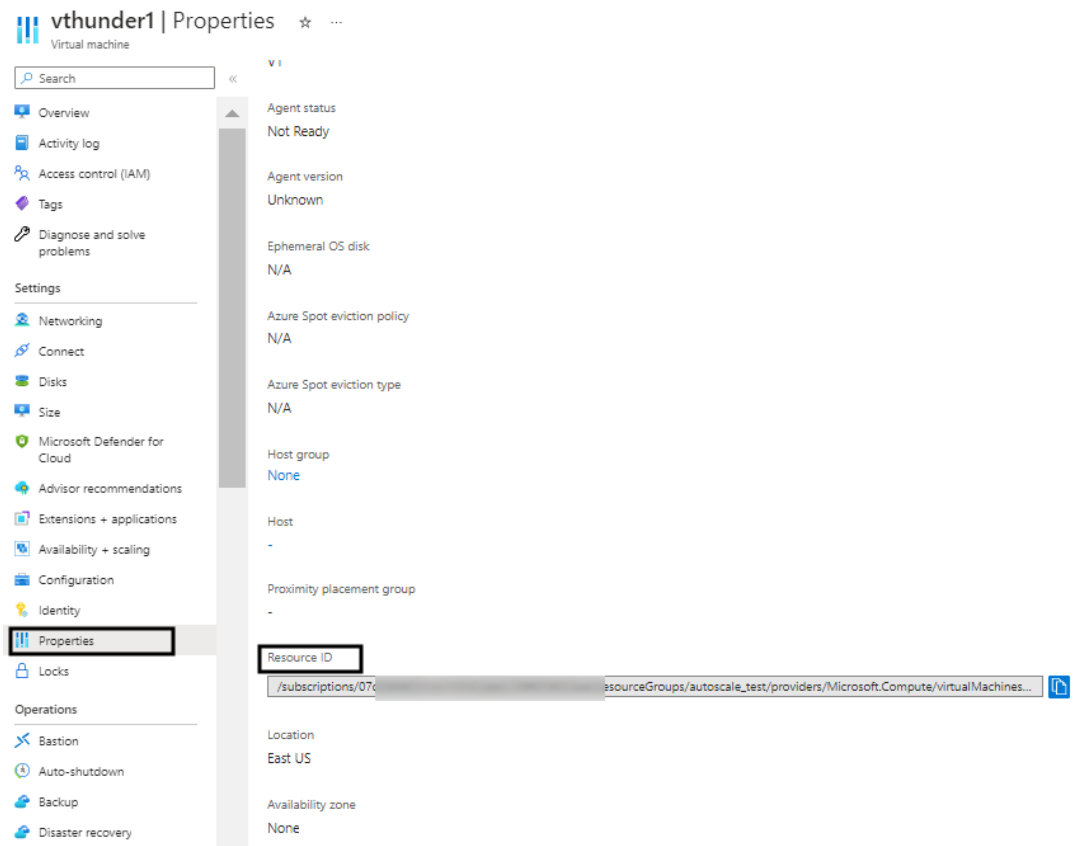 vthunder1 | Properties ☆ ...
Virtual machine
Search «
Overview
Activity log
Access control (IAM)
Tags
Diagnose and solve
problems
Settings
Networking
Connect
Disks
Size
Microsoft Defender for
Cloud
Advisor recommendations
Extensions + applications
Availability + scaling
Configuration
Identity
Properties
Locks
Operations
Bastion
Auto-shutdown
Backup
Disaster recovery
Agent status
Not Ready
Agent version
Unknown
Ephemeral OS disk
N/A
Azure Spot eviction policy
N/A
Azure Spot eviction type
N/A
Host group
None
Host
-
Proximity placement group
-
Resource ID
/subscriptions/07 esourceGroups/autoscale_test/providers/Microsoft.Compute/virtualMachines...
Location
East US
Availability zone
None